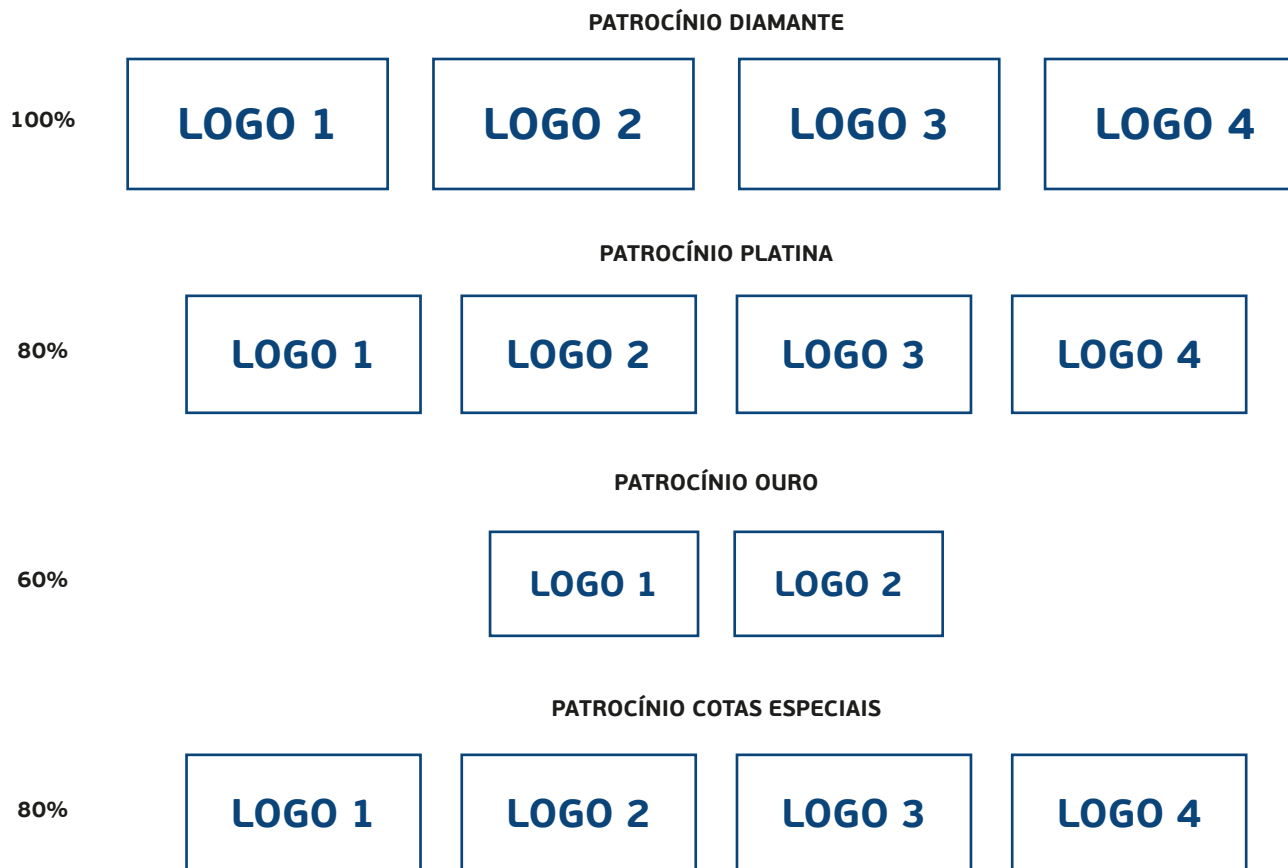 PATROCÍNIO DIAMANTE
100% LOGO 1 LOGO 2 LOGO 3 LOGO 4
PATROCÍNIO PLATINA
80% LOGO 1 LOGO 2 LOGO 3 LOGO 4
PATROCÍNIO OURO
60% LOGO 1 LOGO 2
PATROCÍNIO COTAS ESPECIAIS
80% LOGO 1 LOGO 2 LOGO 3 LOGO 4